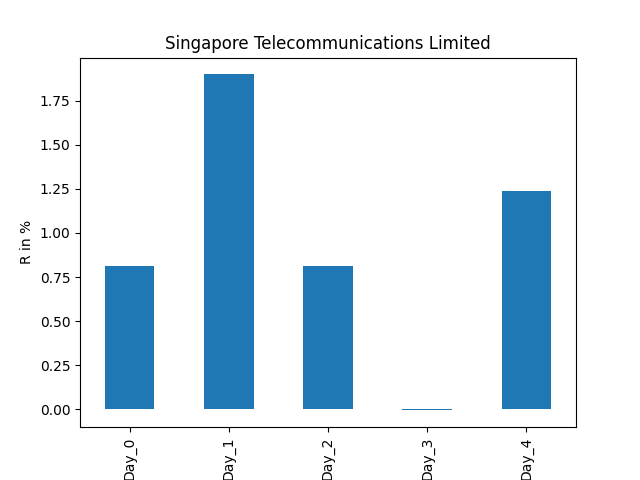 Singapore Telecommunications Limited
R in %
1.75
1.50
1.25
1.00
0.75
0.50
0.25
0.00
Day_0
Day_1
Day_2
Day_3
Day_4